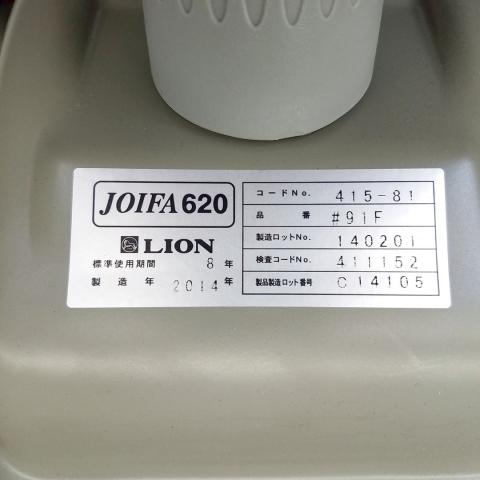 JOIFA 620
LION
標準使用期間 8 年
製造年 2014 年
コードNo. 415-81
品番 #91F
製造ロットNo. 140201
検査コードNo. 411152
製品製造ロット番号 C14105